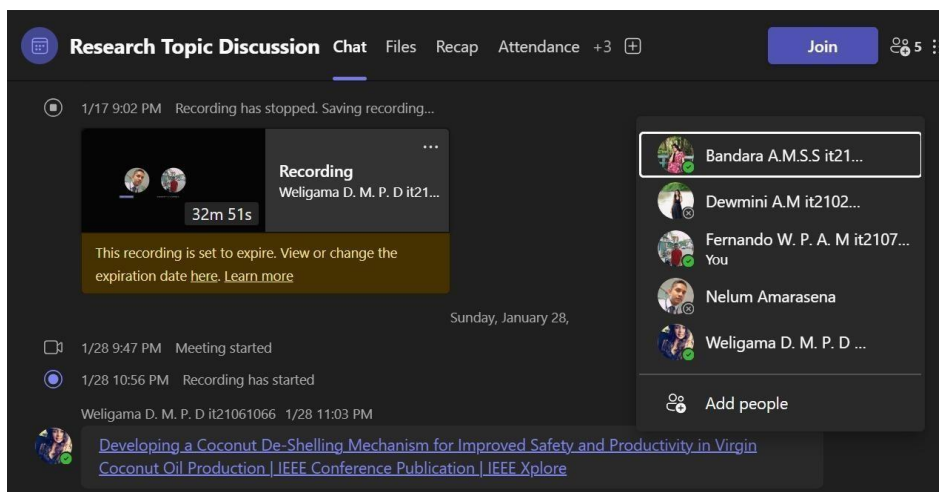 Research Topic Discussion Chat Files Recap Attendance +3 Join 5
1/17 9:02 PM Recording has stopped. Saving recording...
Recording
Weligama D. M. P. D it21...
32m 51s
This recording is set to expire. View or change the
expiration date here. Learn more
Sunday, January 28,
1/28 9:47 PM Meeting started
1/28 10:56 PM Recording has started
Weligama D. M. P. D it21061066 1/28 11:03 PM
Developing a Coconut De-Shelling Mechanism for Improved Safety and Productivity in Virgin
Coconut Oil Production | IEEE Conference Publication | IEEE Xplore
Bandara A.M.S.S it21...
Dewmini A.M it2102...
Fernando W. P. A. M it2107...
You
Nelum Amarasena
Weligama D. M. P. D ...
Add people